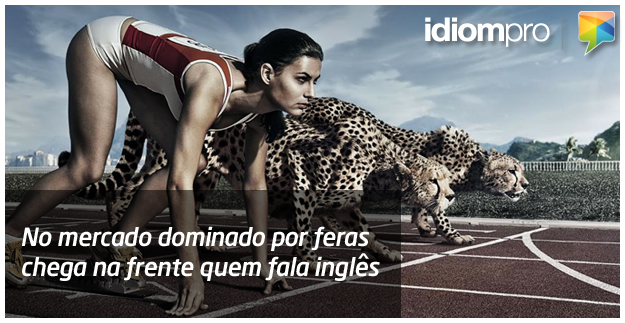 idiompro
No mercado dominado por feras
chega na frente quem fala inglês